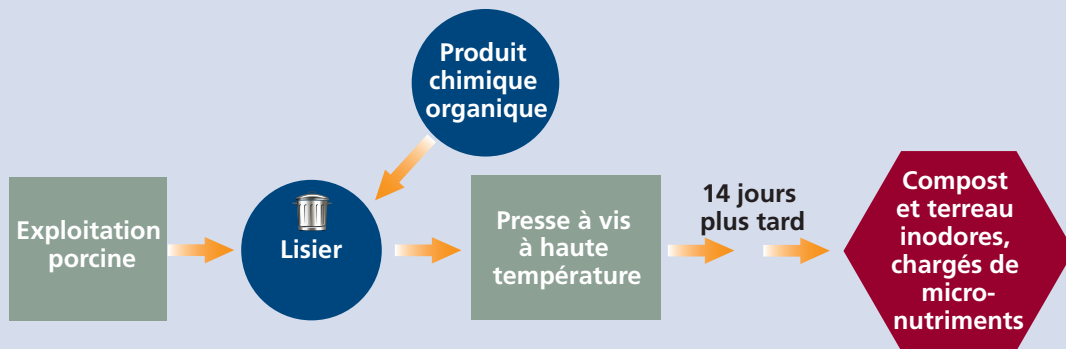 Produit
chimique
organique
Exploitation
porcine
Lisier
Presse à vis
à haute
température
14 jours
plus tard
Compost
et terreau
inodores,
chargés de
micro-
nutriments